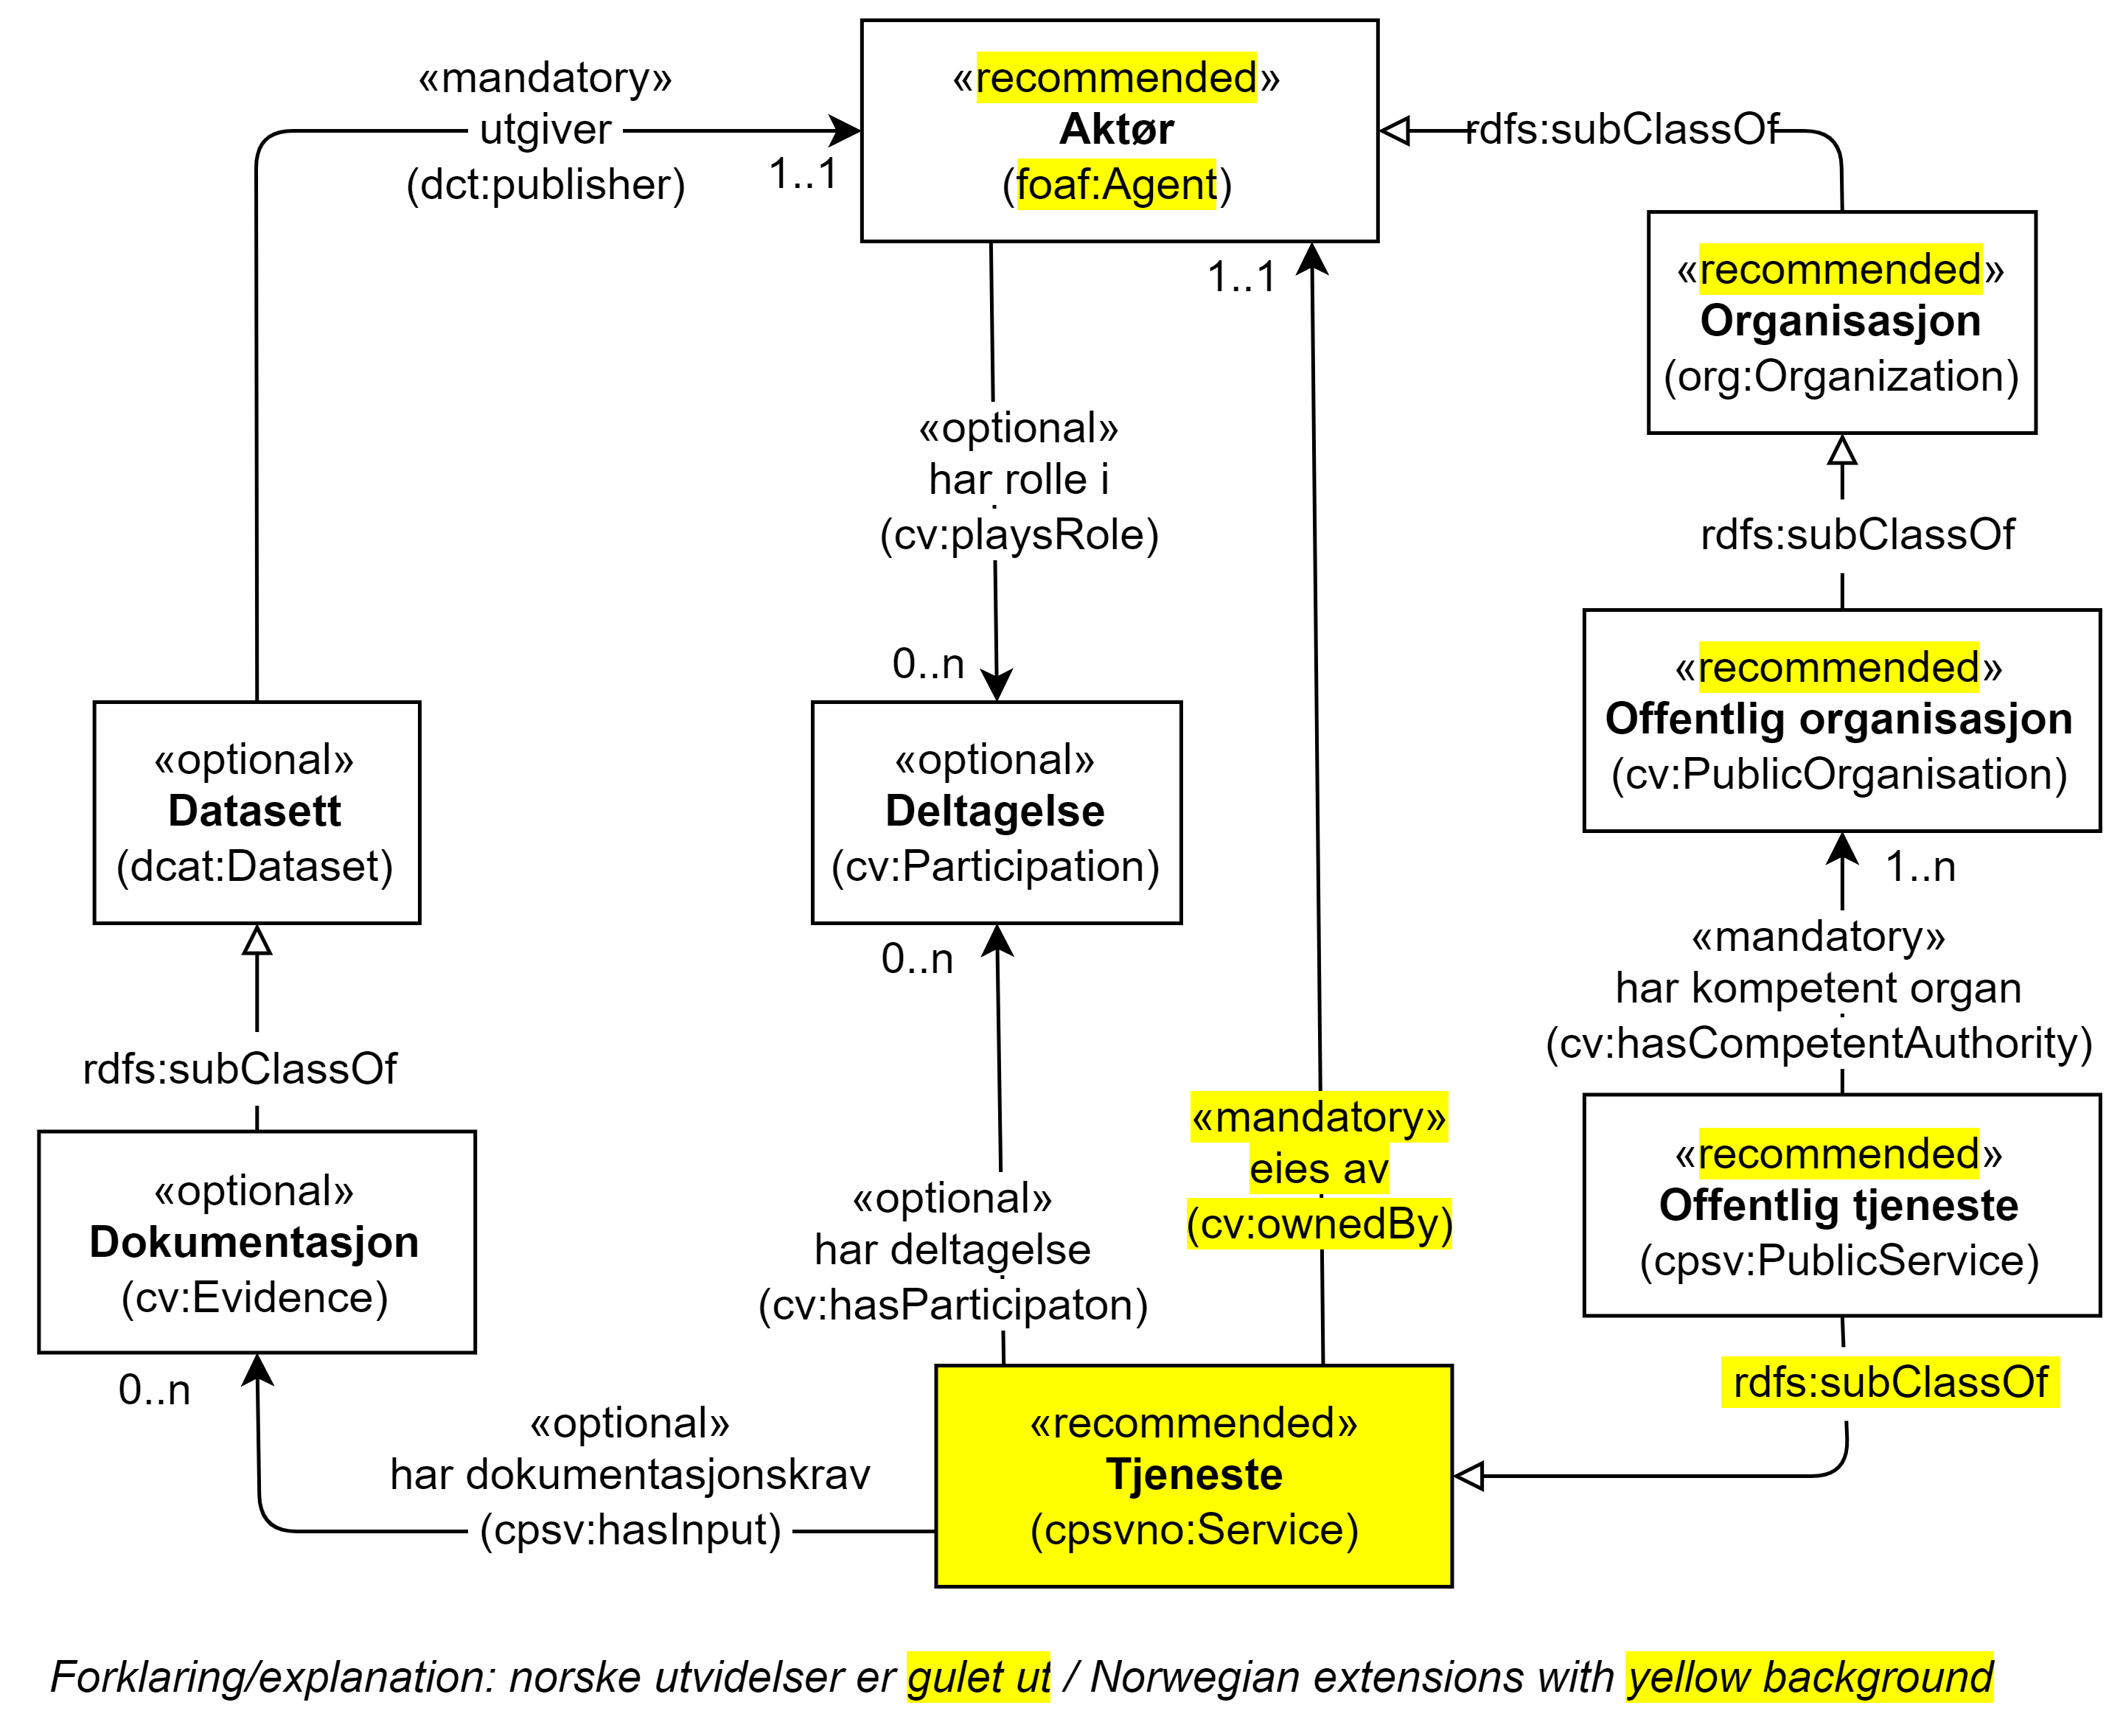 «mandatory»
utgiver
(dct:publisher)
1..1
«recommended»
Aktør
(foaf:Agent)
rdfs:subClassOf
1..1
«recommended»
Organisasjon
(org:Organization)
«optional»
har rolle i
(cv:playsRole)
0..n
rdfs:subClassOf
«recommended»
Offentlig organisasjon
(cv:PublicOrganisation)
1..n
«optional»
Datasett
(dcat:Dataset)
«optional»
Deltagelse
(cv:Participation)
0..n
«mandatory»
har kompetent organ
(cv:hasCompetentAuthority)
rdfs:subClassOf
«mandatory»
eies av
(cv:ownedBy)
«recommended»
Offentlig tjeneste
(cpsv:PublicService)
«optional»
Dokumentasjon
(cv:Evidence)
0..n
«optional»
har deltagelse
(cv:hasParticipaton)
rdfs:subClassOf
«optional»
har dokumentasjonskrav
(cpsv:hasInput)
«recommended»
Tjeneste
(cpsvno:Service)
Forklaring/explanation: norske utvidelser er gulet ut / Norwegian extensions with yellow background